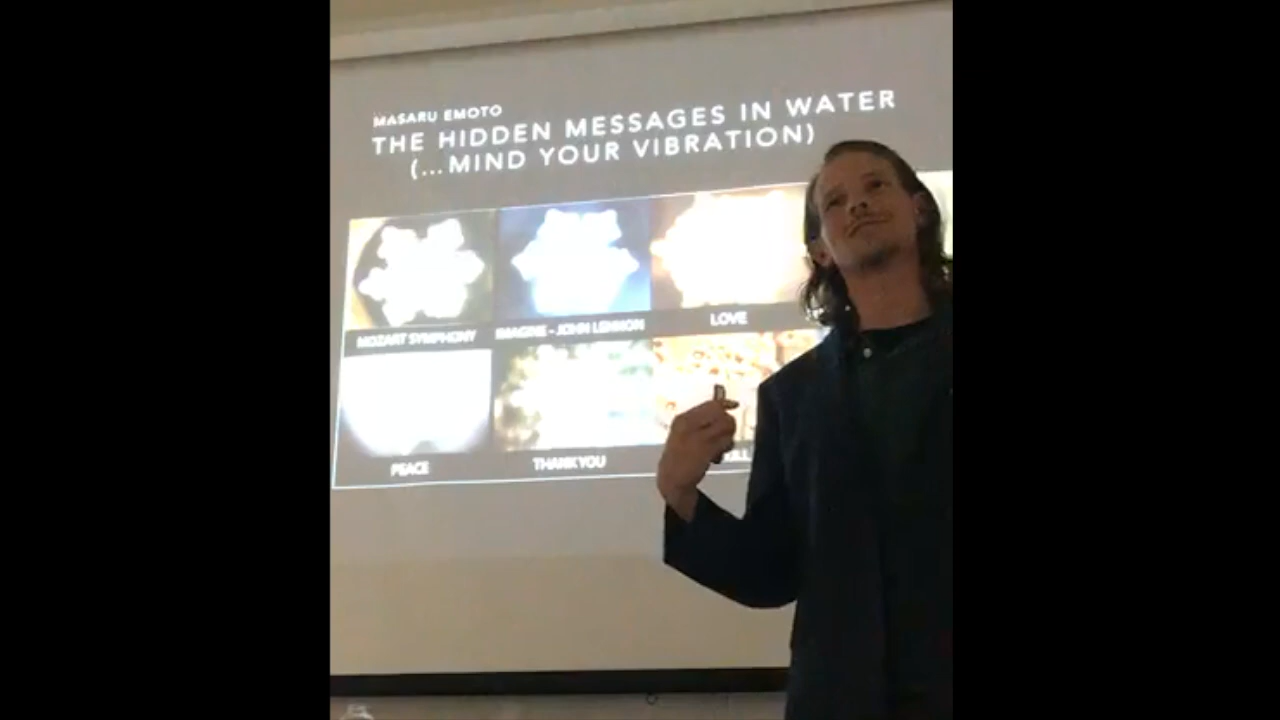 MASARU EMOTO
THE HIDDEN MESSAGES IN WATER
(...MIND YOUR VIBRATION)
MOZART SYMPHONY
IMAGINE - JOHN LENNON
LOVE
PEACE
THANK YOU